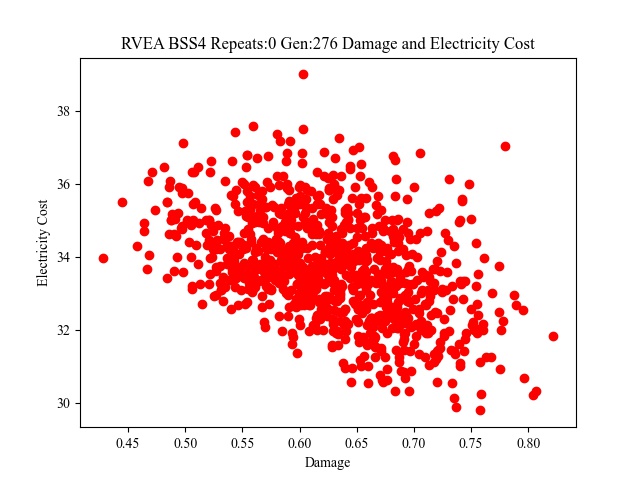 RVEA BSS4 Repeats:0 Gen:276 Damage and Electricity Cost
38
36
34
32
30
Electricity Cost
0.45 0.50 0.55 0.60 0.65 0.70 0.75 0.80
Damage